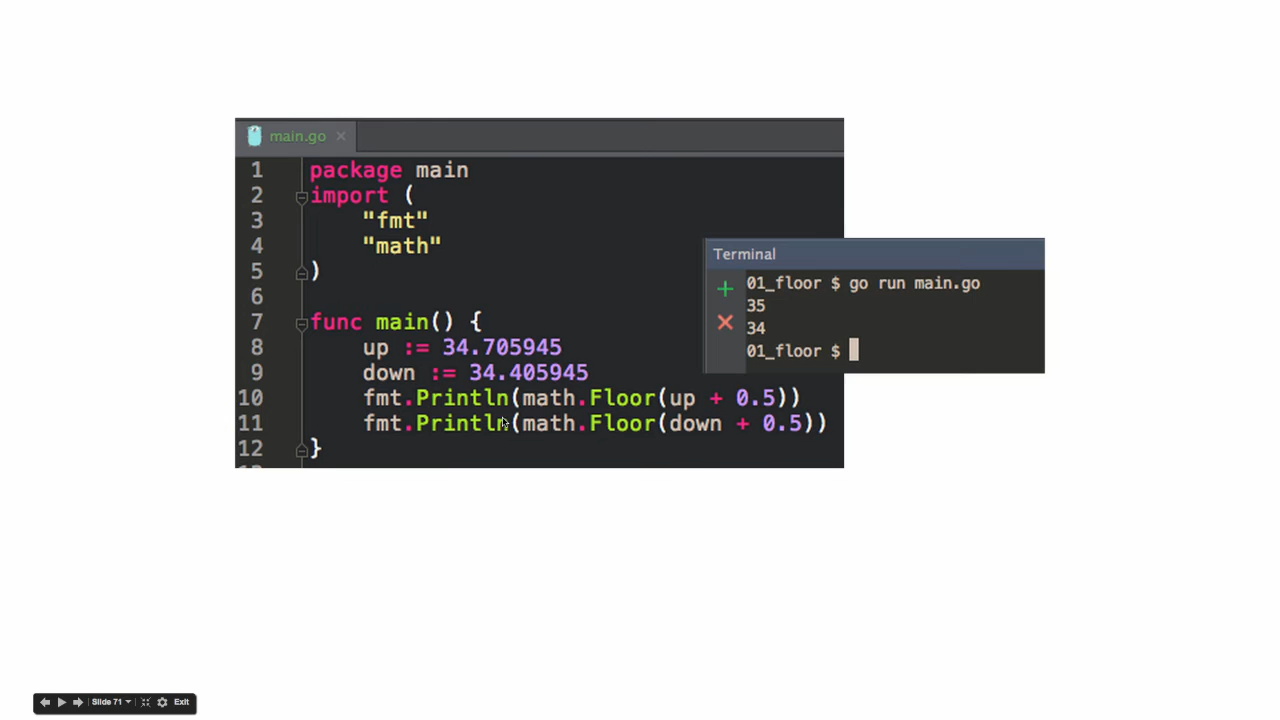 main.go
1 package main
2 import (
3     "fmt"
4     "math"
5 )
6
7 func main() {
8     up := 34.705945
9     down := 34.405945
10     fmt.Println(math.Floor(up + 0.5))
11     fmt.Println(math.Floor(down + 0.5))
12 }
Terminal
01_floor $ go run main.go
35
34
01_floor $
Slide 71 Exit